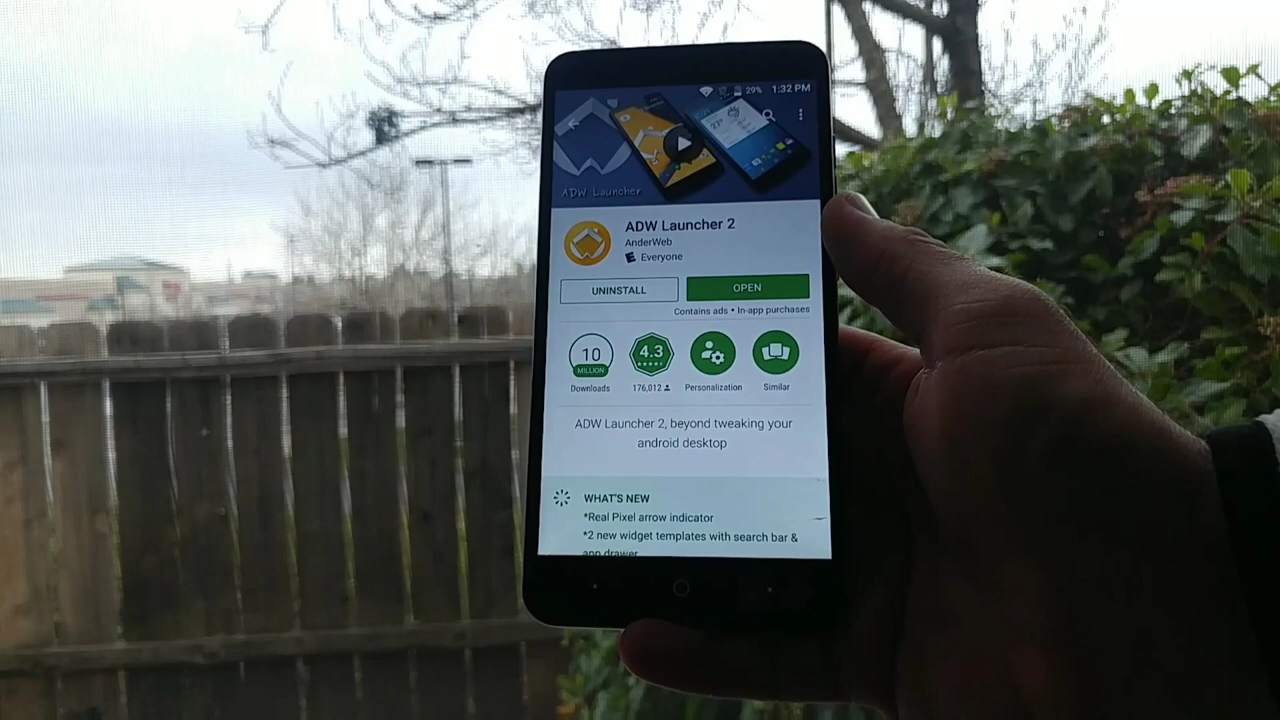 29% 1:32 PM
ADW Launcher
ADW Launcher 2
AnderWeb
E Everyone
UNINSTALL
OPEN
Contains ads • In-app purchases
10
MILLION
4.3
Downloads
176,012
Personalization
Similar
ADW Launcher 2, beyond tweaking your
android desktop
WHAT'S NEW
*Real Pixel arrow indicator
*2 new widget templates with search bar &
app drawer